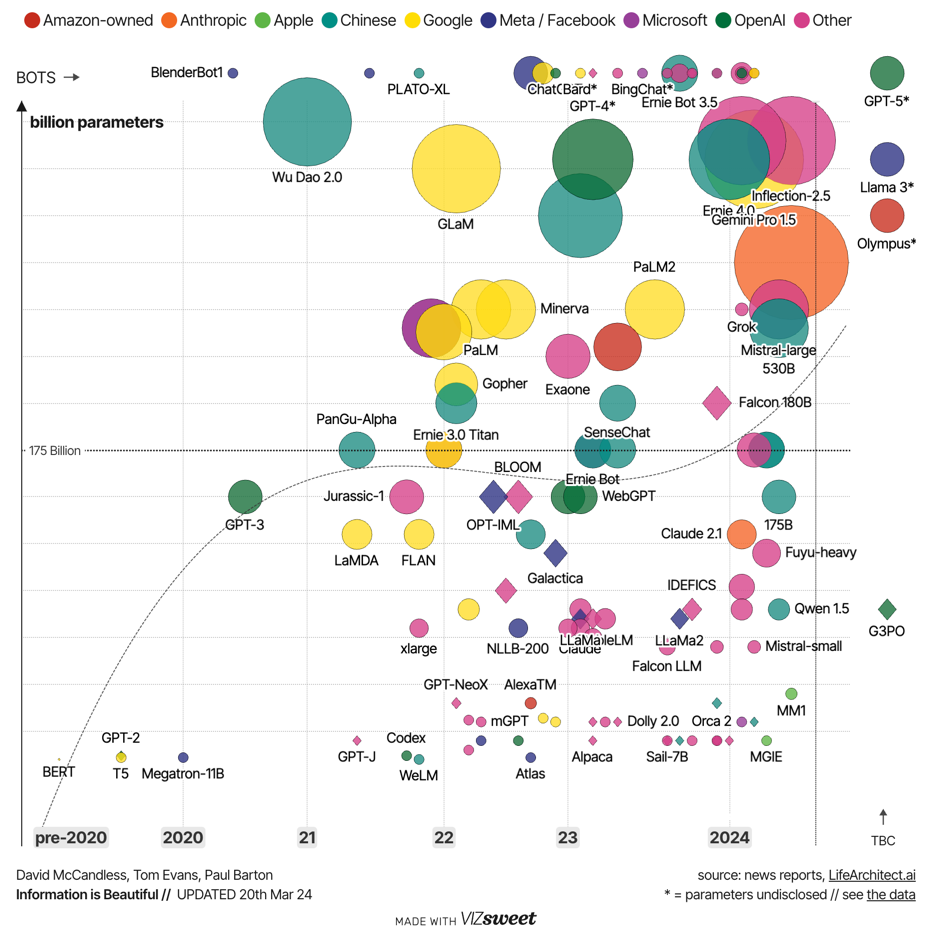 Amazon-owned Anthropic Apple Chinese Google Meta / Facebook Microsoft OpenAI Other
BOTS →
BlenderBot1
PLATO-XL
Bard*
GPT-4*
BingChat*
Ernie Bot 3.5
GPT-5*
billion parameters
Wu Dao 2.0
GLaM
Llama 3*
Inflection-2.5
Ernie 4.0
Gemini Pro 1.5
Olympus*
PaLM2
Minerva
Grok
PaLM
Mistral-large
530B
Gopher
Exaone
Falcon 180B
PanGu-Alpha
Ernie 3.0 Titan
SenseChat
175 Billion
BLOOM
Ernie Bot
Jurassic-1
WebGPT
GPT-3
OPT-IML
175B
LaMDA
FLAN
Claude 2.1
Fuyu-heavy
Galactica
IDEFICS
Qwen 1.5
G3PO
xlarge
NLLB-200
Claude
LLaMa2
Mistral-small
Falcon LLM
GPT-NeoX
AlexaTM
MM1
mGPT
Dolly 2.0
Orca 2
GPT-2
Codex
BERT
T5
Megatron-11B
GPT-J
WeLM
Atlas
Alpaca
Sail-7B
MGIE
pre-2020
2020
21
22
23
2024
TBC
David McCandless, Tom Evans, Paul Barton
Information is Beautiful // UPDATED 20th Mar 24
source: news reports, LifeArchitect.ai
* = parameters undisclosed // see the data
MADE WITH VIZsweet